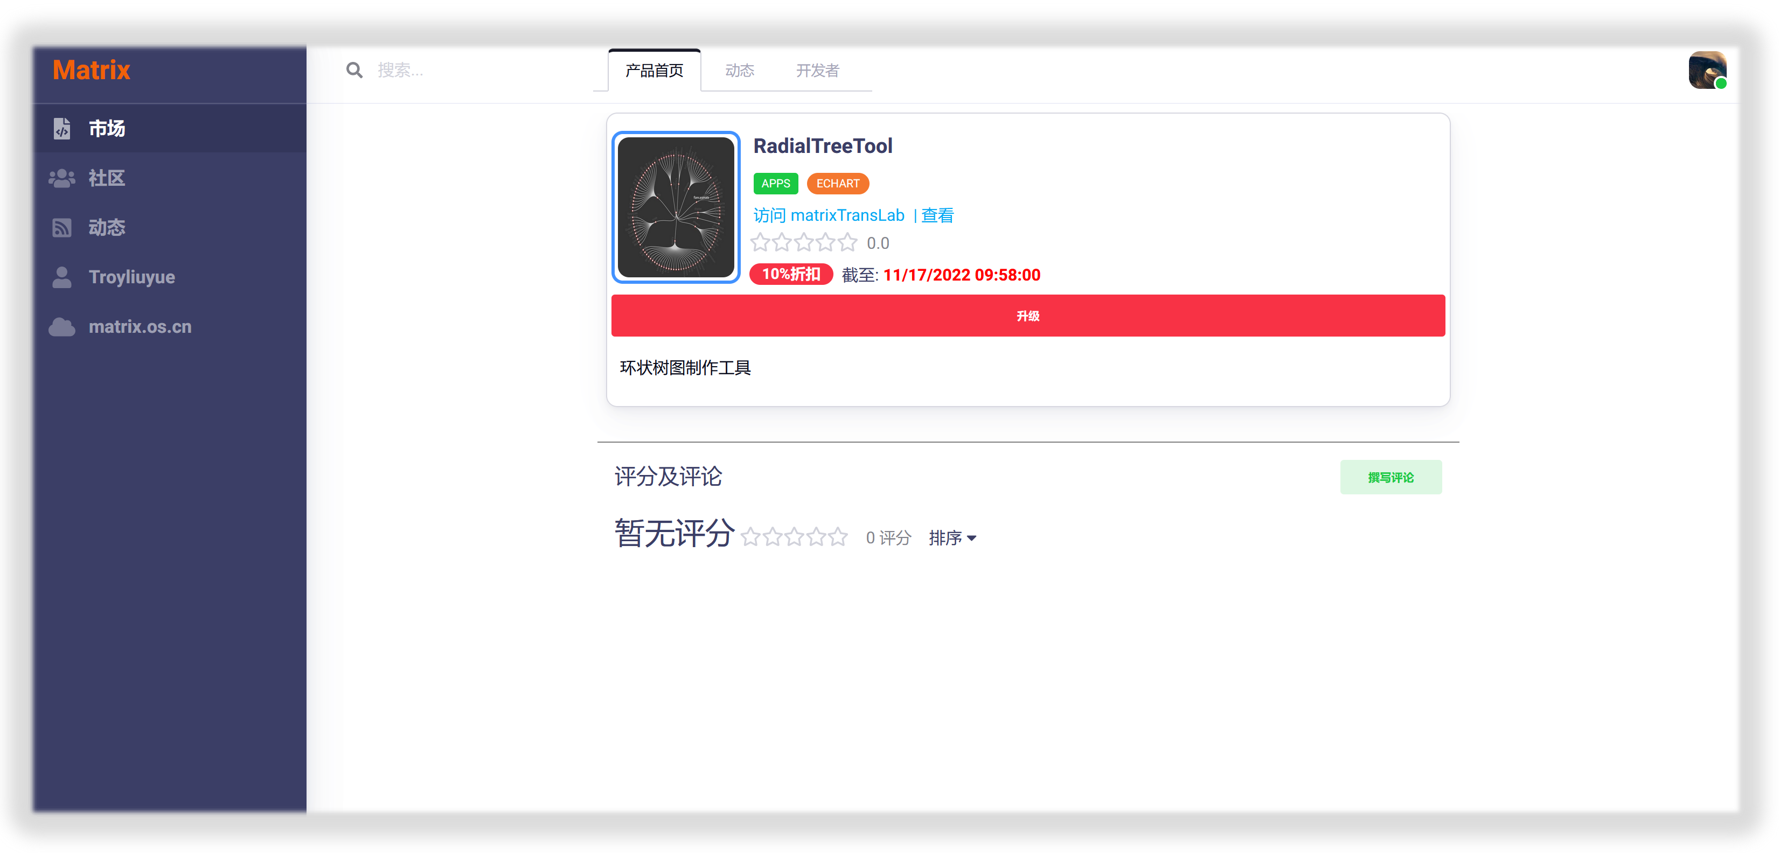 Matrix
搜索...
产品首页
动态
开发者
市场
社区
动态
Troyliuyue
matrix.os.cn
RadialTreeTool
APPS
ECHART
访问 matrixTransLab | 查看
0.0
10%折扣 截至: 11/17/2022 09:58:00
升级
环状树图制作工具
评分及评论
撰写评论
暂无评分
0 评分
排序